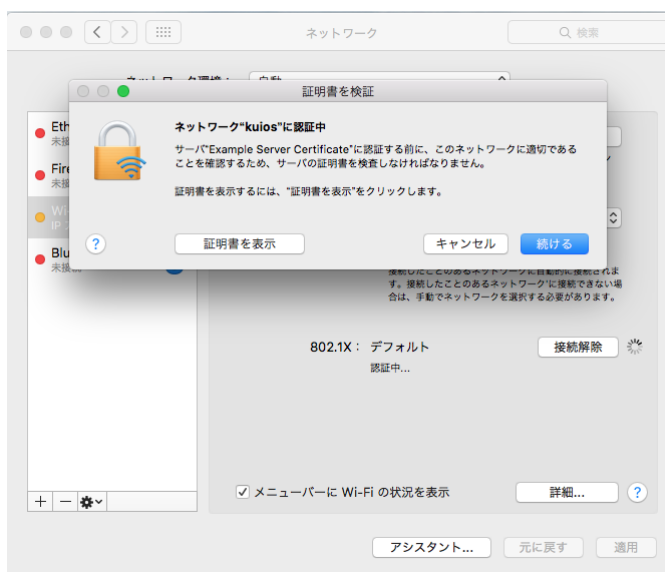 ネットワーク
検索
証明書を検証
ネットワーク“kuios”に認証中
サーバ“Example Server Certificate”に認証する前に、このネットワークに適切である
ことを確認するため、サーバの証明書を検査しなければなりません。
証明書を表示するには、“証明書を表示”をクリックします。
?
証明書を表示
キャンセル
続ける
Eth
Fire
Wi-
Blu
接続したことのあるネットワークに自動的に接続されま
す。接続したことのあるネットワークに接続できない場
合は、手動でネットワークを選択する必要があります。
802.1X：
デフォルト
接続解除
認証中...
メニューバーに Wi-Fi の状況を表示
詳細...
?
アシスタント...
元に戻す
適用